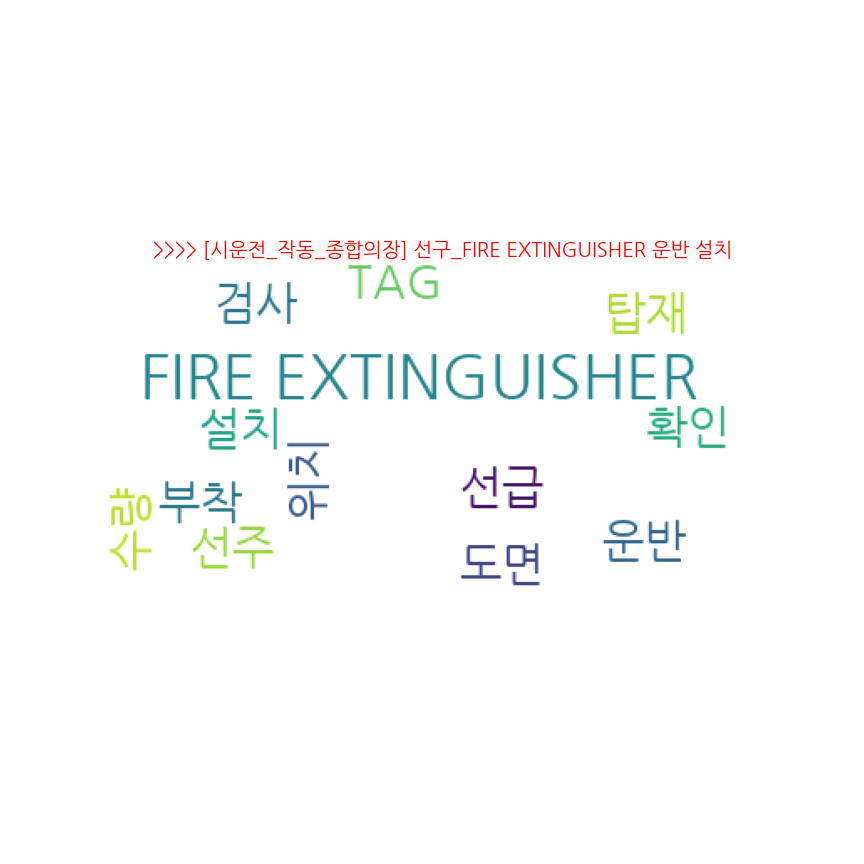 >>>> [시운전_작동_종합의장] 선구_FIRE EXTINGUISHER 운반 설치
TAG
검사
탑재
FIRE EXTINGUISHER
설치
확인
위치
선급
부착
수량
선주
도면
운반